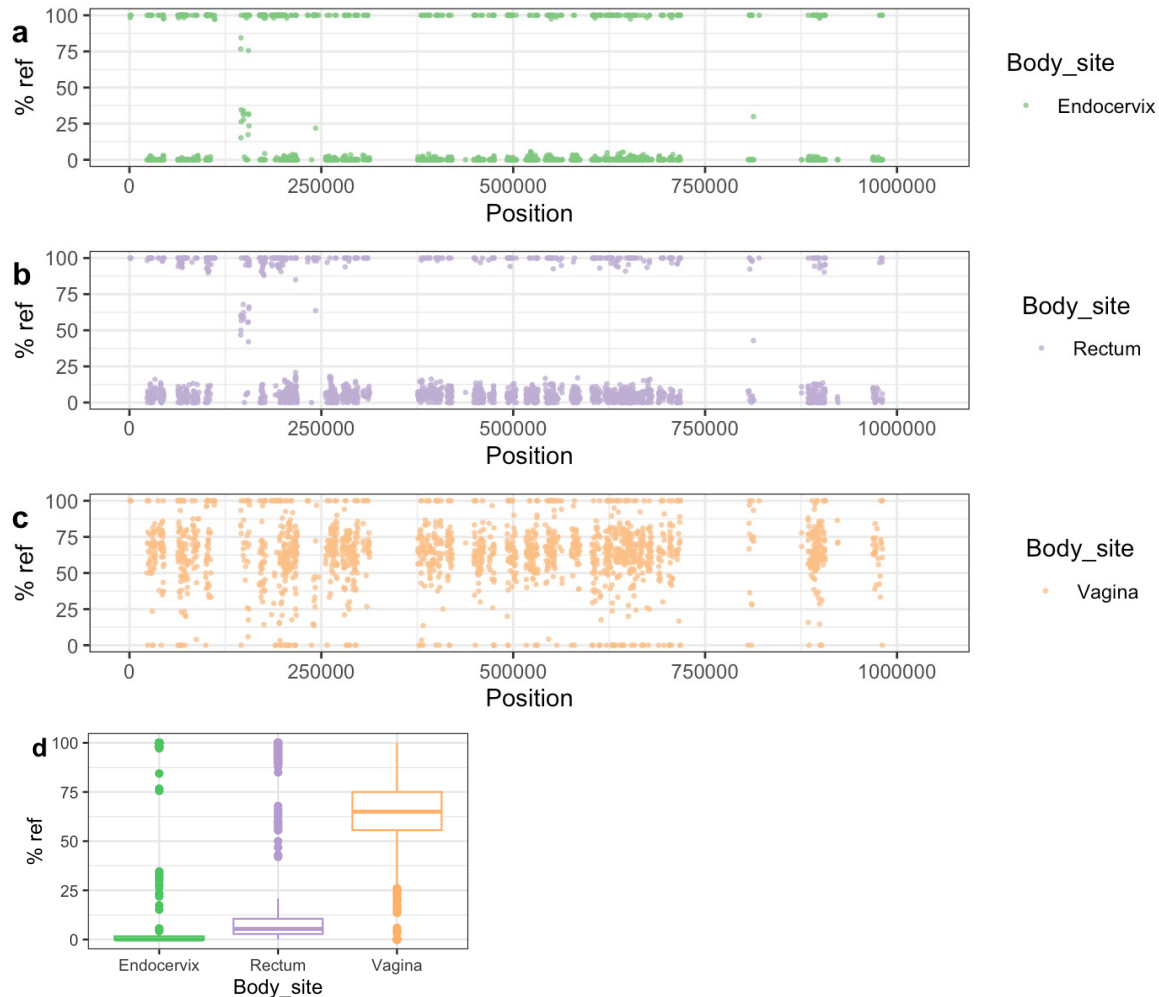 a
% ref
100
75
50
25
0
0 250000 500000 750000 1000000
Position
Body_site
Endocervix
b
% ref
100
75
50
25
0
0 250000 500000 750000 1000000
Position
Body_site
Rectum
c
% ref
100
75
50
25
0
0 250000 500000 750000 1000000
Position
Body_site
Vagina
d
% ref
100
75
50
25
0
Endocervix Rectum Vagina
Body_site